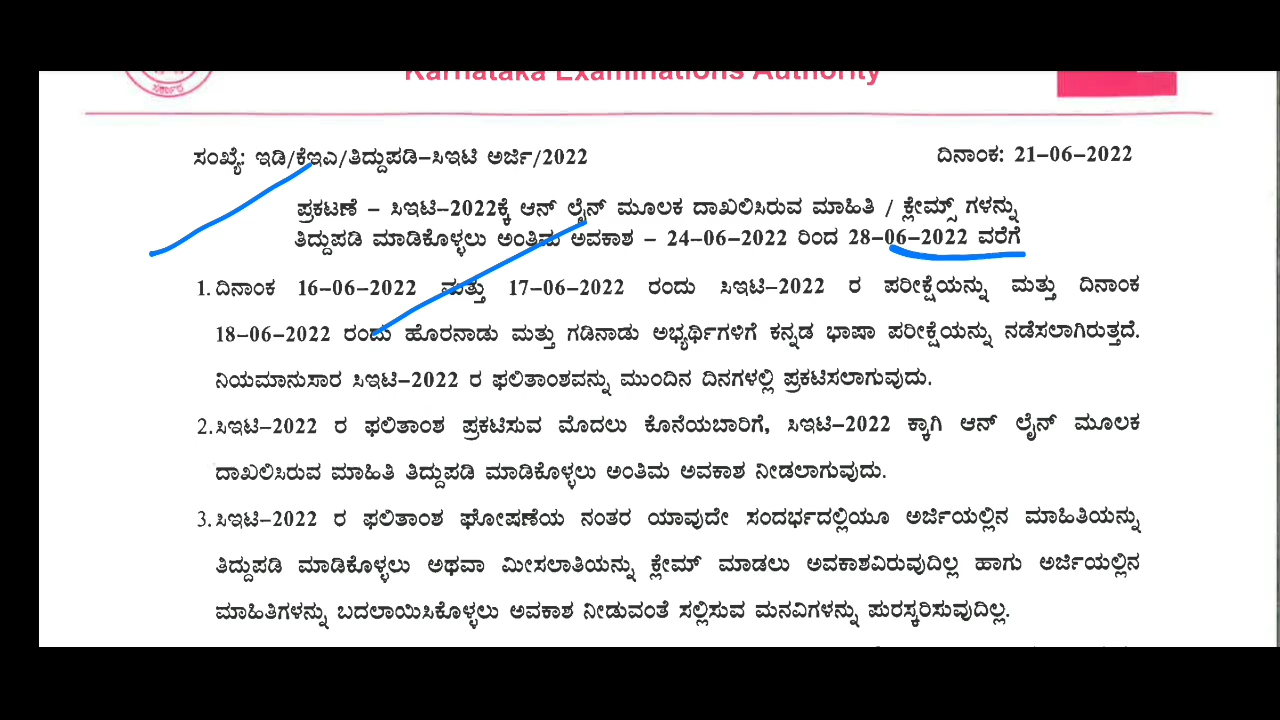 ಸರ್ಕಾರ
Karnataka Examinations Authority
ಸಂಖ್ಯೆ: ಇಡಿ/ಕೆಇಎ/ತಿದ್ದುಪಡಿ–ಸಿಇಟಿ ಅರ್ಜಿ/2022 ದಿನಾಂಕ: 21–06–2022
ಪ್ರಕಟಣೆ – ಸಿಇಟಿ–2022ಕ್ಕೆ ಆನ್ ಲೈನ್ ಮೂಲಕ ದಾಖಲಿಸಿರುವ ಮಾಹಿತಿ / ಕ್ಲೇಮ್ಸ್ ಗಳನ್ನು
ತಿದ್ದುಪಡಿ ಮಾಡಿಕೊಳ್ಳಲು ಅಂತಿಮ ಅವಕಾಶ – 24–06–2022 ರಿಂದ 28–06–2022 ವರೆಗೆ
1. ದಿನಾಂಕ 16–06–2022 ಮತ್ತು 17–06–2022 ರಂದು ಸಿಇಟಿ–2022 ರ ಪರೀಕ್ಷೆಯನ್ನು ಮತ್ತು ದಿನಾಂಕ
18–06–2022 ರಂದು ಹೊರನಾಡು ಮತ್ತು ಗಡಿನಾಡು ಅಭ್ಯರ್ಥಿಗಳಿಗೆ ಕನ್ನಡ ಭಾಷಾ ಪರೀಕ್ಷೆಯನ್ನು ನಡೆಸಲಾಗಿರುತ್ತದೆ.
ನಿಯಮಾನುಸಾರ ಸಿಇಟಿ–2022 ರ ಫಲಿತಾಂಶವನ್ನು ಮುಂದಿನ ದಿನಗಳಲ್ಲಿ ಪ್ರಕಟಿಸಲಾಗುವುದು.
2. ಸಿಇಟಿ–2022 ರ ಫಲಿತಾಂಶ ಪ್ರಕಟಿಸುವ ಮೊದಲು ಕೊನೆಯಬಾರಿಗೆ, ಸಿಇಟಿ–2022 ಕ್ಕಾಗಿ ಆನ್ ಲೈನ್ ಮೂಲಕ
ದಾಖಲಿಸಿರುವ ಮಾಹಿತಿ ತಿದ್ದುಪಡಿ ಮಾಡಿಕೊಳ್ಳಲು ಅಂತಿಮ ಅವಕಾಶ ನೀಡಲಾಗುವುದು.
3. ಸಿಇಟಿ–2022 ರ ಫಲಿತಾಂಶ ಘೋಷಣೆಯ ನಂತರ ಯಾವುದೇ ಸಂದರ್ಭದಲ್ಲಿಯೂ ಅರ್ಜಿಯಲ್ಲಿನ ಮಾಹಿತಿಯನ್ನು
ತಿದ್ದುಪಡಿ ಮಾಡಿಕೊಳ್ಳಲು ಅಥವಾ ಮೀಸಲಾತಿಯನ್ನು ಕ್ಲೇಮ್ ಮಾಡಲು ಅವಕಾಶವಿರುವುದಿಲ್ಲ ಹಾಗು ಅರ್ಜಿಯಲ್ಲಿನ
ಮಾಹಿತಿಗಳನ್ನು ಬದಲಾಯಿಸಿಕೊಳ್ಳಲು ಅವಕಾಶ ನೀಡುವಂತೆ ಸಲ್ಲಿಸುವ ಮನವಿಗಳನ್ನು ಪುರಸ್ಕರಿಸುವುದಿಲ್ಲ.